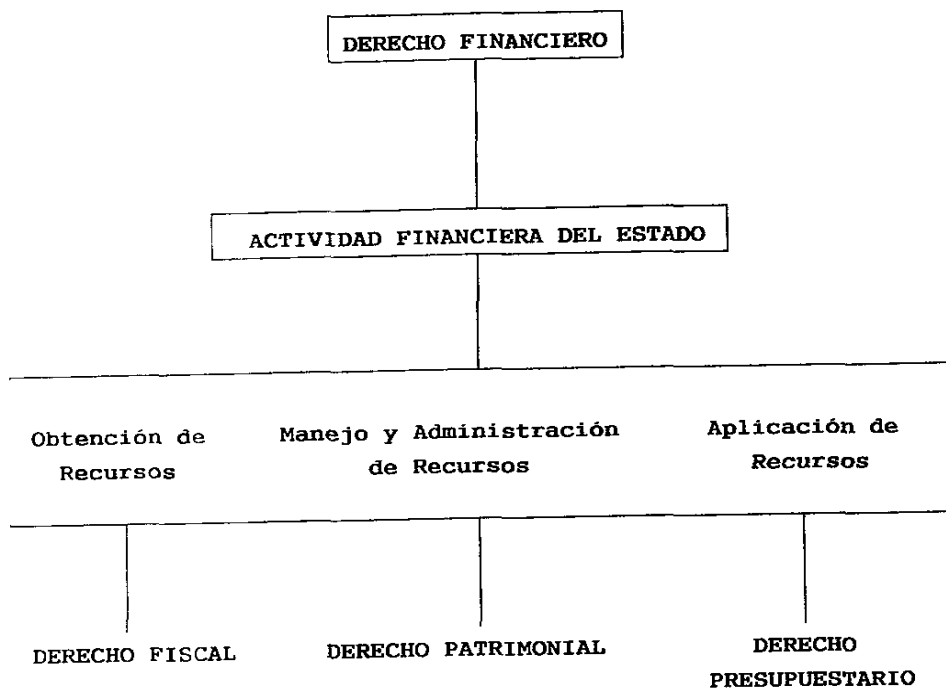 DERECHO FINANCIERO
ACTIVIDAD FINANCIERA DEL ESTADO
Obtención de
Recursos
Manejo y Administración
de Recursos
Aplicación de
Recursos
DERECHO FISCAL
DERECHO PATRIMONIAL
DERECHO
PRESUPUESTARIO